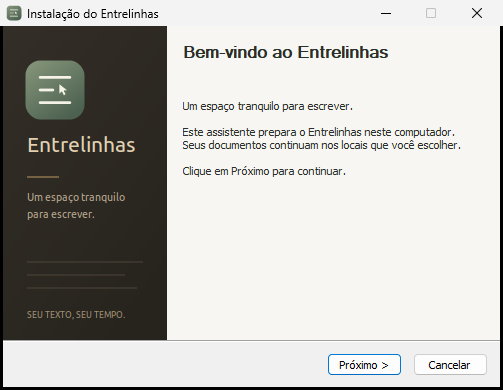 Instalação do Entrelinhas
Entrelinhas
Um espaço tranquilo
para escrever.
SEU TEXTO, SEU TEMPO.
Bem-vindo ao Entrelinhas
Um espaço tranquilo para escrever.
Este assistente prepara o Entrelinhas neste computador.
Seus documentos continuam nos locais que você escolher.
Clique em Próximo para continuar.
Próximo >
Cancelar